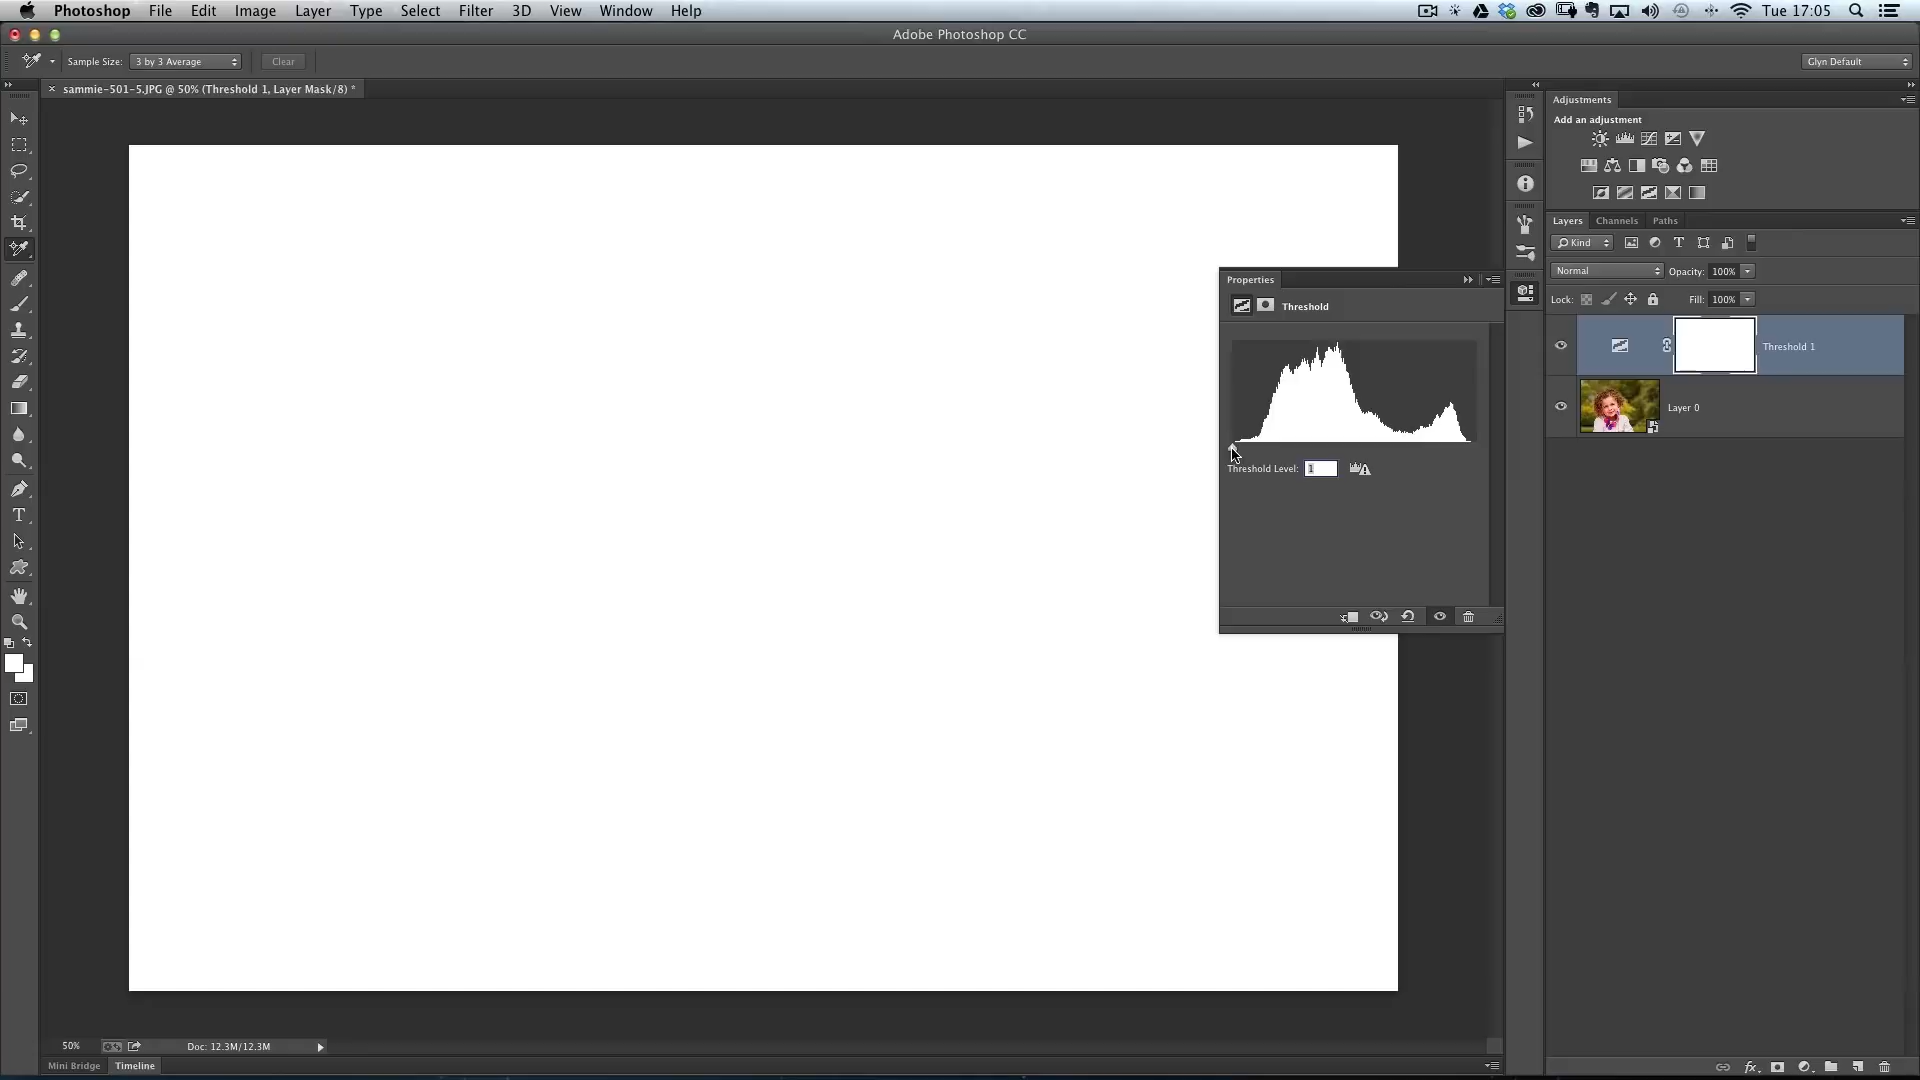 Photoshop File Edit Image Layer Type Select Filter 3D View Window Help Tue 17:05
Adobe Photoshop CC
Sample Size: 3 by 3 Average Clear Glyn Default
× sammie-501-5.JPG @ 50% (Threshold 1, Layer Mask/8) *
Adjustments
Add an adjustment
Layers Channels Paths
Kind
Normal Opacity: 100%
Lock: Fill: 100%
Threshold 1
Layer 0
Properties
Threshold
Threshold Level: 1
50% Doc: 12.3M/12.3M
Mini Bridge Timeline